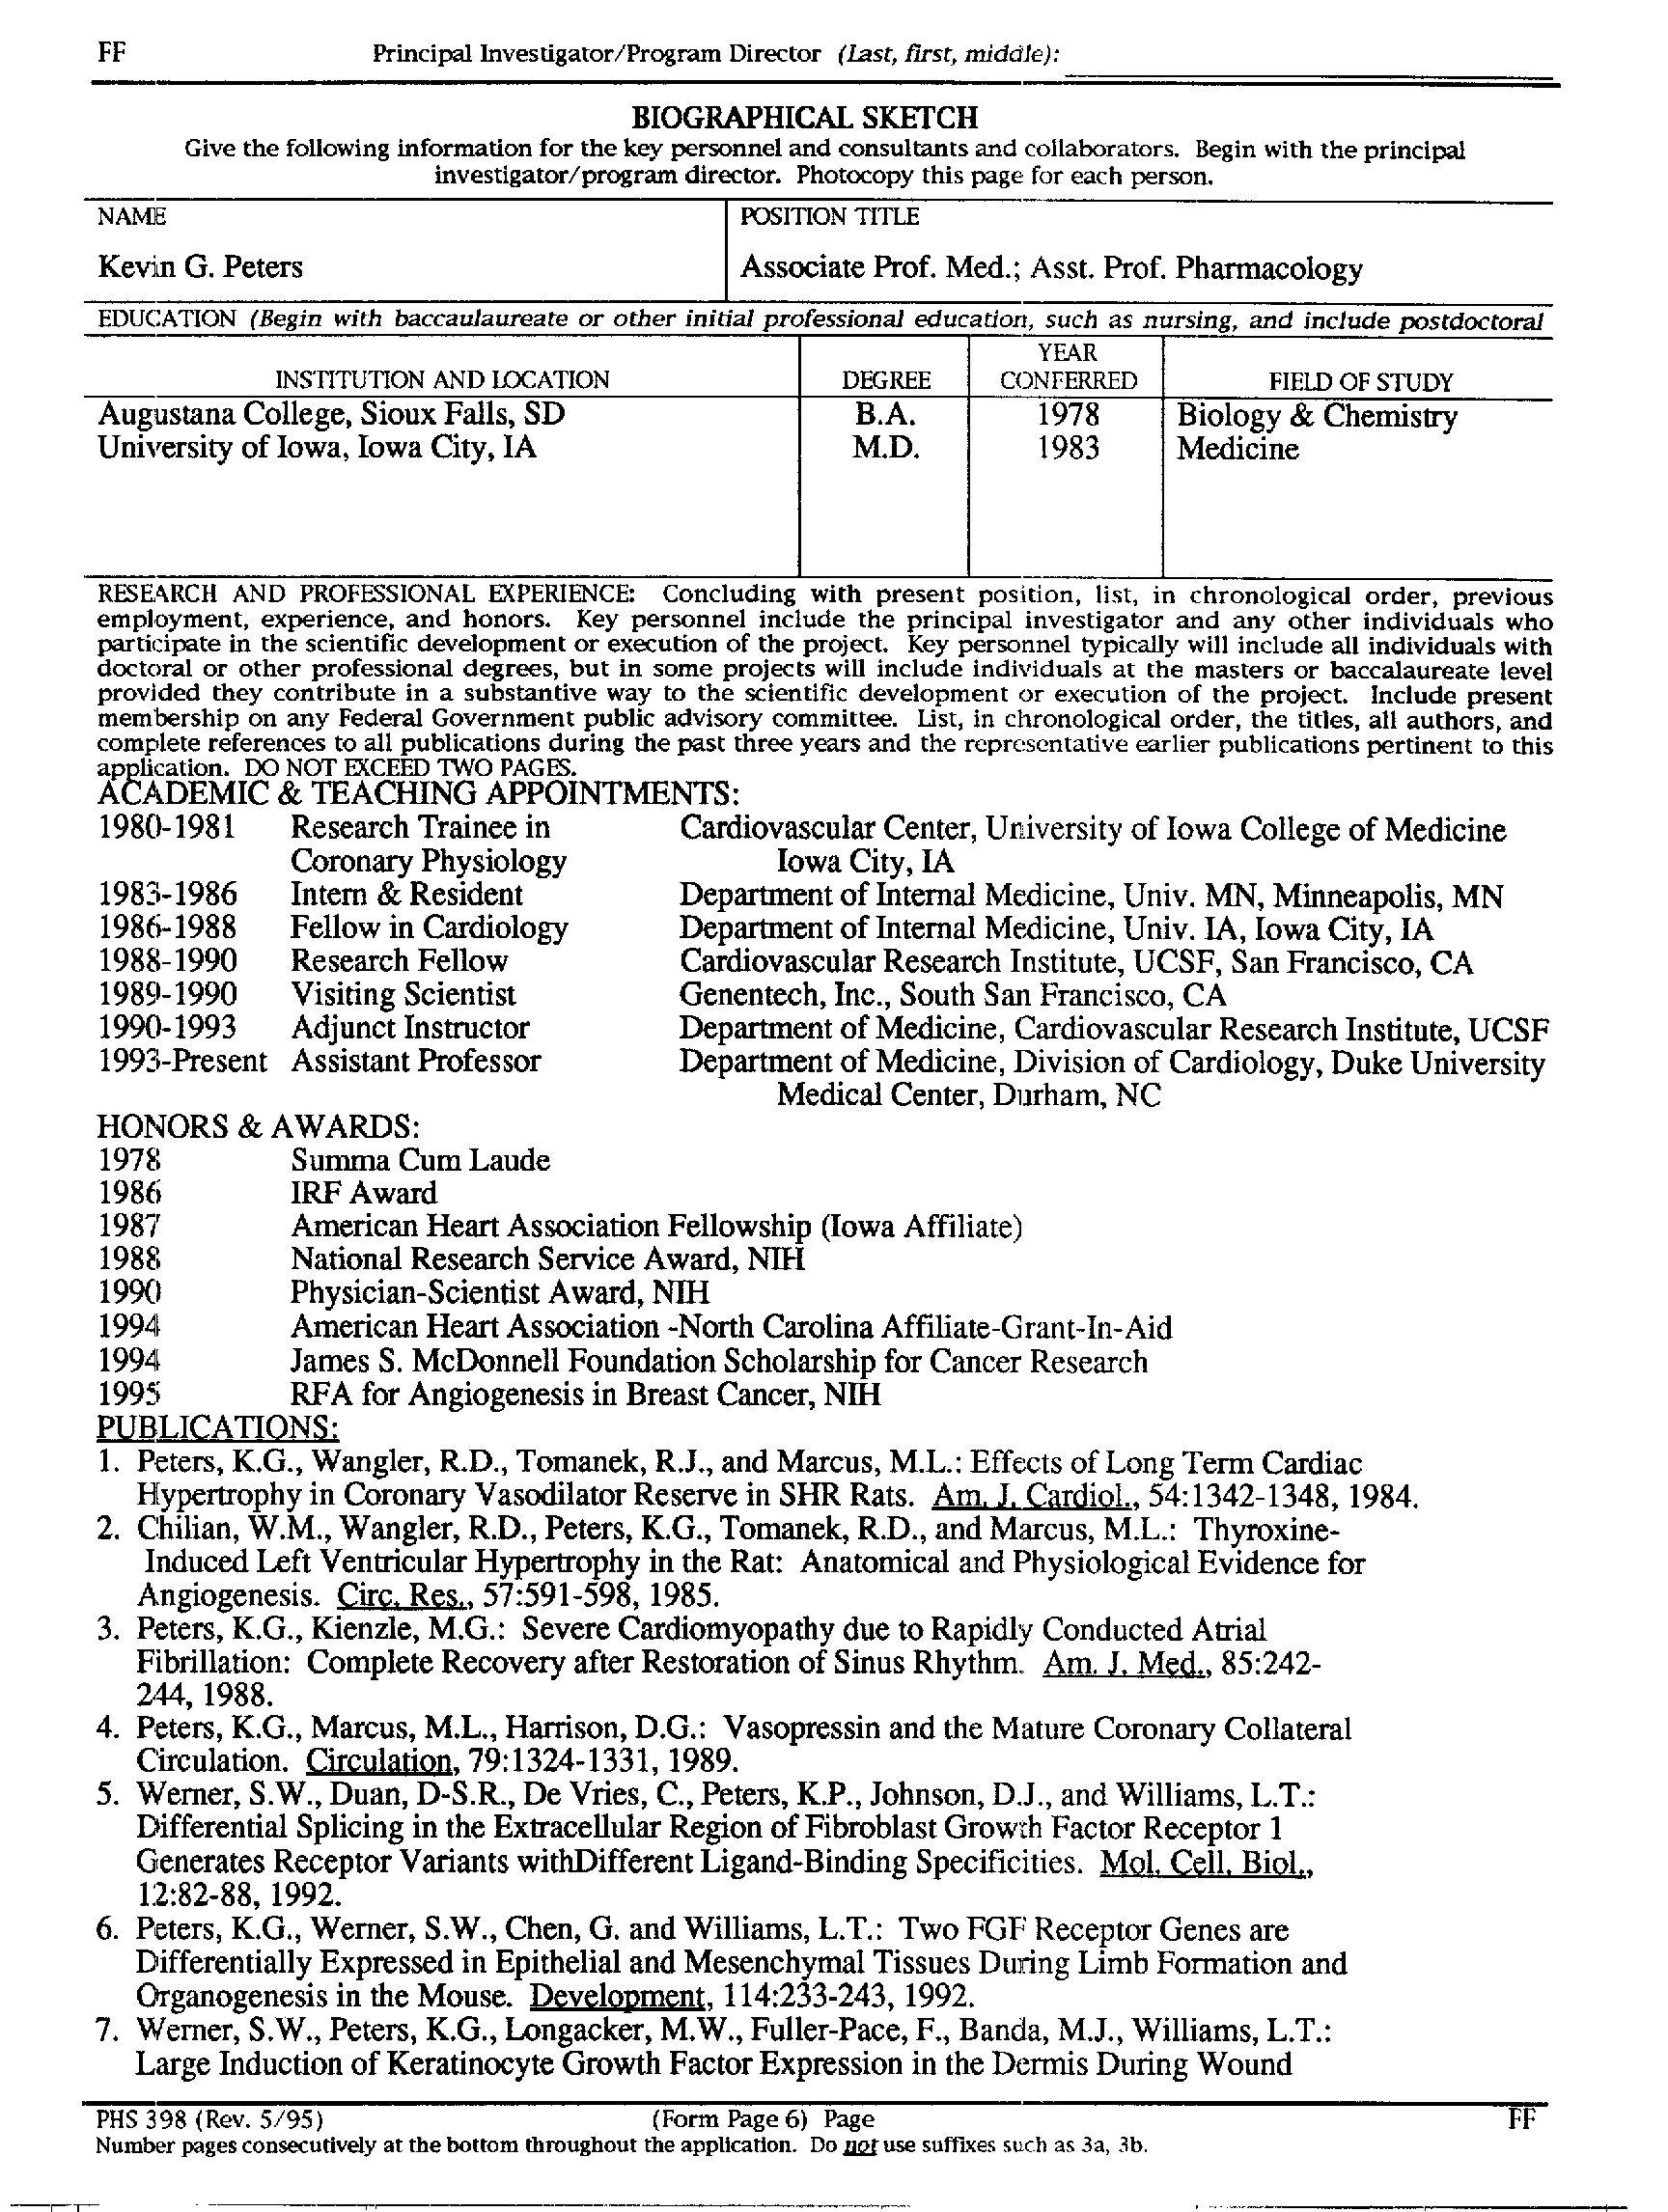 FF Principal Investigator/Program Director (Last, first, middle):
BIOGRAPHICAL SKETCH
Give the following information for the key personnel and consultants and collaborators. Begin with the principal
investigator/program director. Photocopy this page for each person.
NAME POSITION TITLE
Kevin G. Peters Associate Prof. Med.; Asst. Prof. Pharmacology
EDUCATION (Begin with baccaulaureate or other initial professional education, such as nursing, and include postdoctoral
INSTITUTION AND LOCATION DEGREE YEAR CONFERRED FIELD OF STUDY
Augustana College, Sioux Falls, SD B.A. 1978 Biology & Chemistry
University of Iowa, Iowa City, IA M.D. 1983 Medicine
RESEARCH AND PROFESSIONAL EXPERIENCE: Concluding with present position, list, in chronological order, previous
employment, experience, and honors. Key personnel include the principal investigator and any other individuals who
participate in the scientific development or execution of the project. Key personnel typically will include all individuals with
doctoral or other professional degrees, but in some projects will include individuals at the masters or baccalaureate level
provided they contribute in a substantive way to the scientific development or execution of the project. Include present
membership on any Federal Government public advisory committee. List, in chronological order, the titles, all authors, and
complete references to all publications during the past three years and the representative earlier publications pertinent to this
application. DO NOT EXCEED TWO PAGES.
ACADEMIC & TEACHING APPOINTMENTS:
1980-1981 Research Trainee in Cardiovascular Center, University of Iowa College of Medicine
Coronary Physiology Iowa City, IA
1983-1986 Intern & Resident Department of Internal Medicine, Univ. MN, Minneapolis, MN
1986-1988 Fellow in Cardiology Department of Internal Medicine, Univ. IA, Iowa City, IA
1988-1990 Research Fellow Cardiovascular Research Institute, UCSF, San Francisco, CA
1989-1990 Visiting Scientist Genentech, Inc., South San Francisco, CA
1990-1993 Adjunct Instructor Department of Medicine, Cardiovascular Research Institute, UCSF
1993-Present Assistant Professor Department of Medicine, Division of Cardiology, Duke University
Medical Center, Durham, NC
HONORS & AWARDS:
1978 Summa Cum Laude
1986 IRF Award
1987 American Heart Association Fellowship (Iowa Affiliate)
1988 National Research Service Award, NIH
1990 Physician-Scientist Award, NIH
1994 American Heart Association -North Carolina Affiliate-Grant-In-Aid
1994 James S. McDonnell Foundation Scholarship for Cancer Research
1995 RFA for Angiogenesis in Breast Cancer, NIH
PUBLICATIONS:
1. Peters, K.G., Wangler, R.D., Tomanek, R.J., and Marcus, M.L.: Effects of Long Term Cardiac
Hypertrophy in Coronary Vasodilator Reserve in SHR Rats. Am. J. Cardiol., 54:1342-1348, 1984.
2. Chilian, W.M., Wangler, R.D., Peters, K.G., Tomanek, R.D., and Marcus, M.L.: Thyroxine-
Induced Left Ventricular Hypertrophy in the Rat: Anatomical and Physiological Evidence for
Angiogenesis. Circ. Res., 57:591-598, 1985.
3. Peters, K.G., Kienzle, M.G.: Severe Cardiomyopathy due to Rapidly Conducted Atrial
Fibrillation: Complete Recovery after Restoration of Sinus Rhythm. Am. J. Med., 85:242-
244, 1988.
4. Peters, K.G., Marcus, M.L., Harrison, D.G.: Vasopressin and the Mature Coronary Collateral
Circulation. Circulation, 79:1324-1331, 1989.
5. Werner, S.W., Duan, D-S.R., De Vries, C., Peters, K.P., Johnson, D.J., and Williams, L.T.:
Differential Splicing in the Extracellular Region of Fibroblast Growth Factor Receptor 1
Generates Receptor Variants withDifferent Ligand-Binding Specificities. Mol. Cell. Biol.,
12:82-88, 1992.
6. Peters, K.G., Werner, S.W., Chen, G. and Williams, L.T.: Two FGF Receptor Genes are
Differentially Expressed in Epithelial and Mesenchymal Tissues During Limb Formation and
Organogenesis in the Mouse. Development, 114:233-243, 1992.
7. Werner, S.W., Peters, K.G., Longacker, M.W., Fuller-Pace, F., Banda, M.J., Williams, L.T.:
Large Induction of Keratinocyte Growth Factor Expression in the Dermis During Wound
PHS 398 (Rev. 5/95) (Form Page 6) Page FF
Number pages consecutively at the bottom throughout the application. Do not use suffixes such as 3a, 3b.